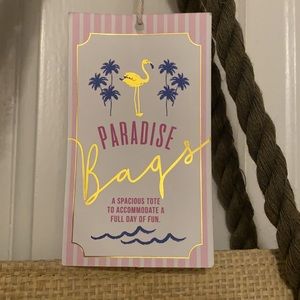 PARADISE
Bags
A SPACIOUS TOTE
TO ACCOMMODATE A
FULL DAY OF FUN.